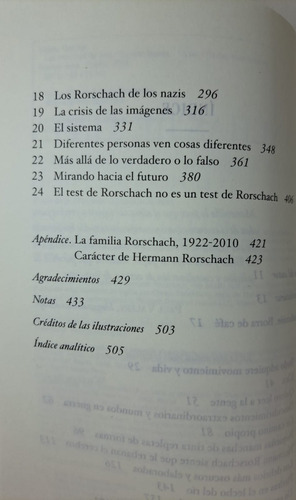 18 Los Rorschach de los nazis 296
19 La crisis de las imágenes 316
20 El sistema 331
21 Diferentes personas ven cosas diferentes 348
22 Más allá de lo verdadero o lo falso 361
23 Mirando hacia el futuro 380
24 El test de Rorschach no es un test de Rorschach 406
Apéndice. La familia Rorschach, 1922-2010 421
Carácter de Hermann Rorschach 423
Agradecimientos 429
Notas 433
Créditos de las ilustraciones 503
Índice analítico 505